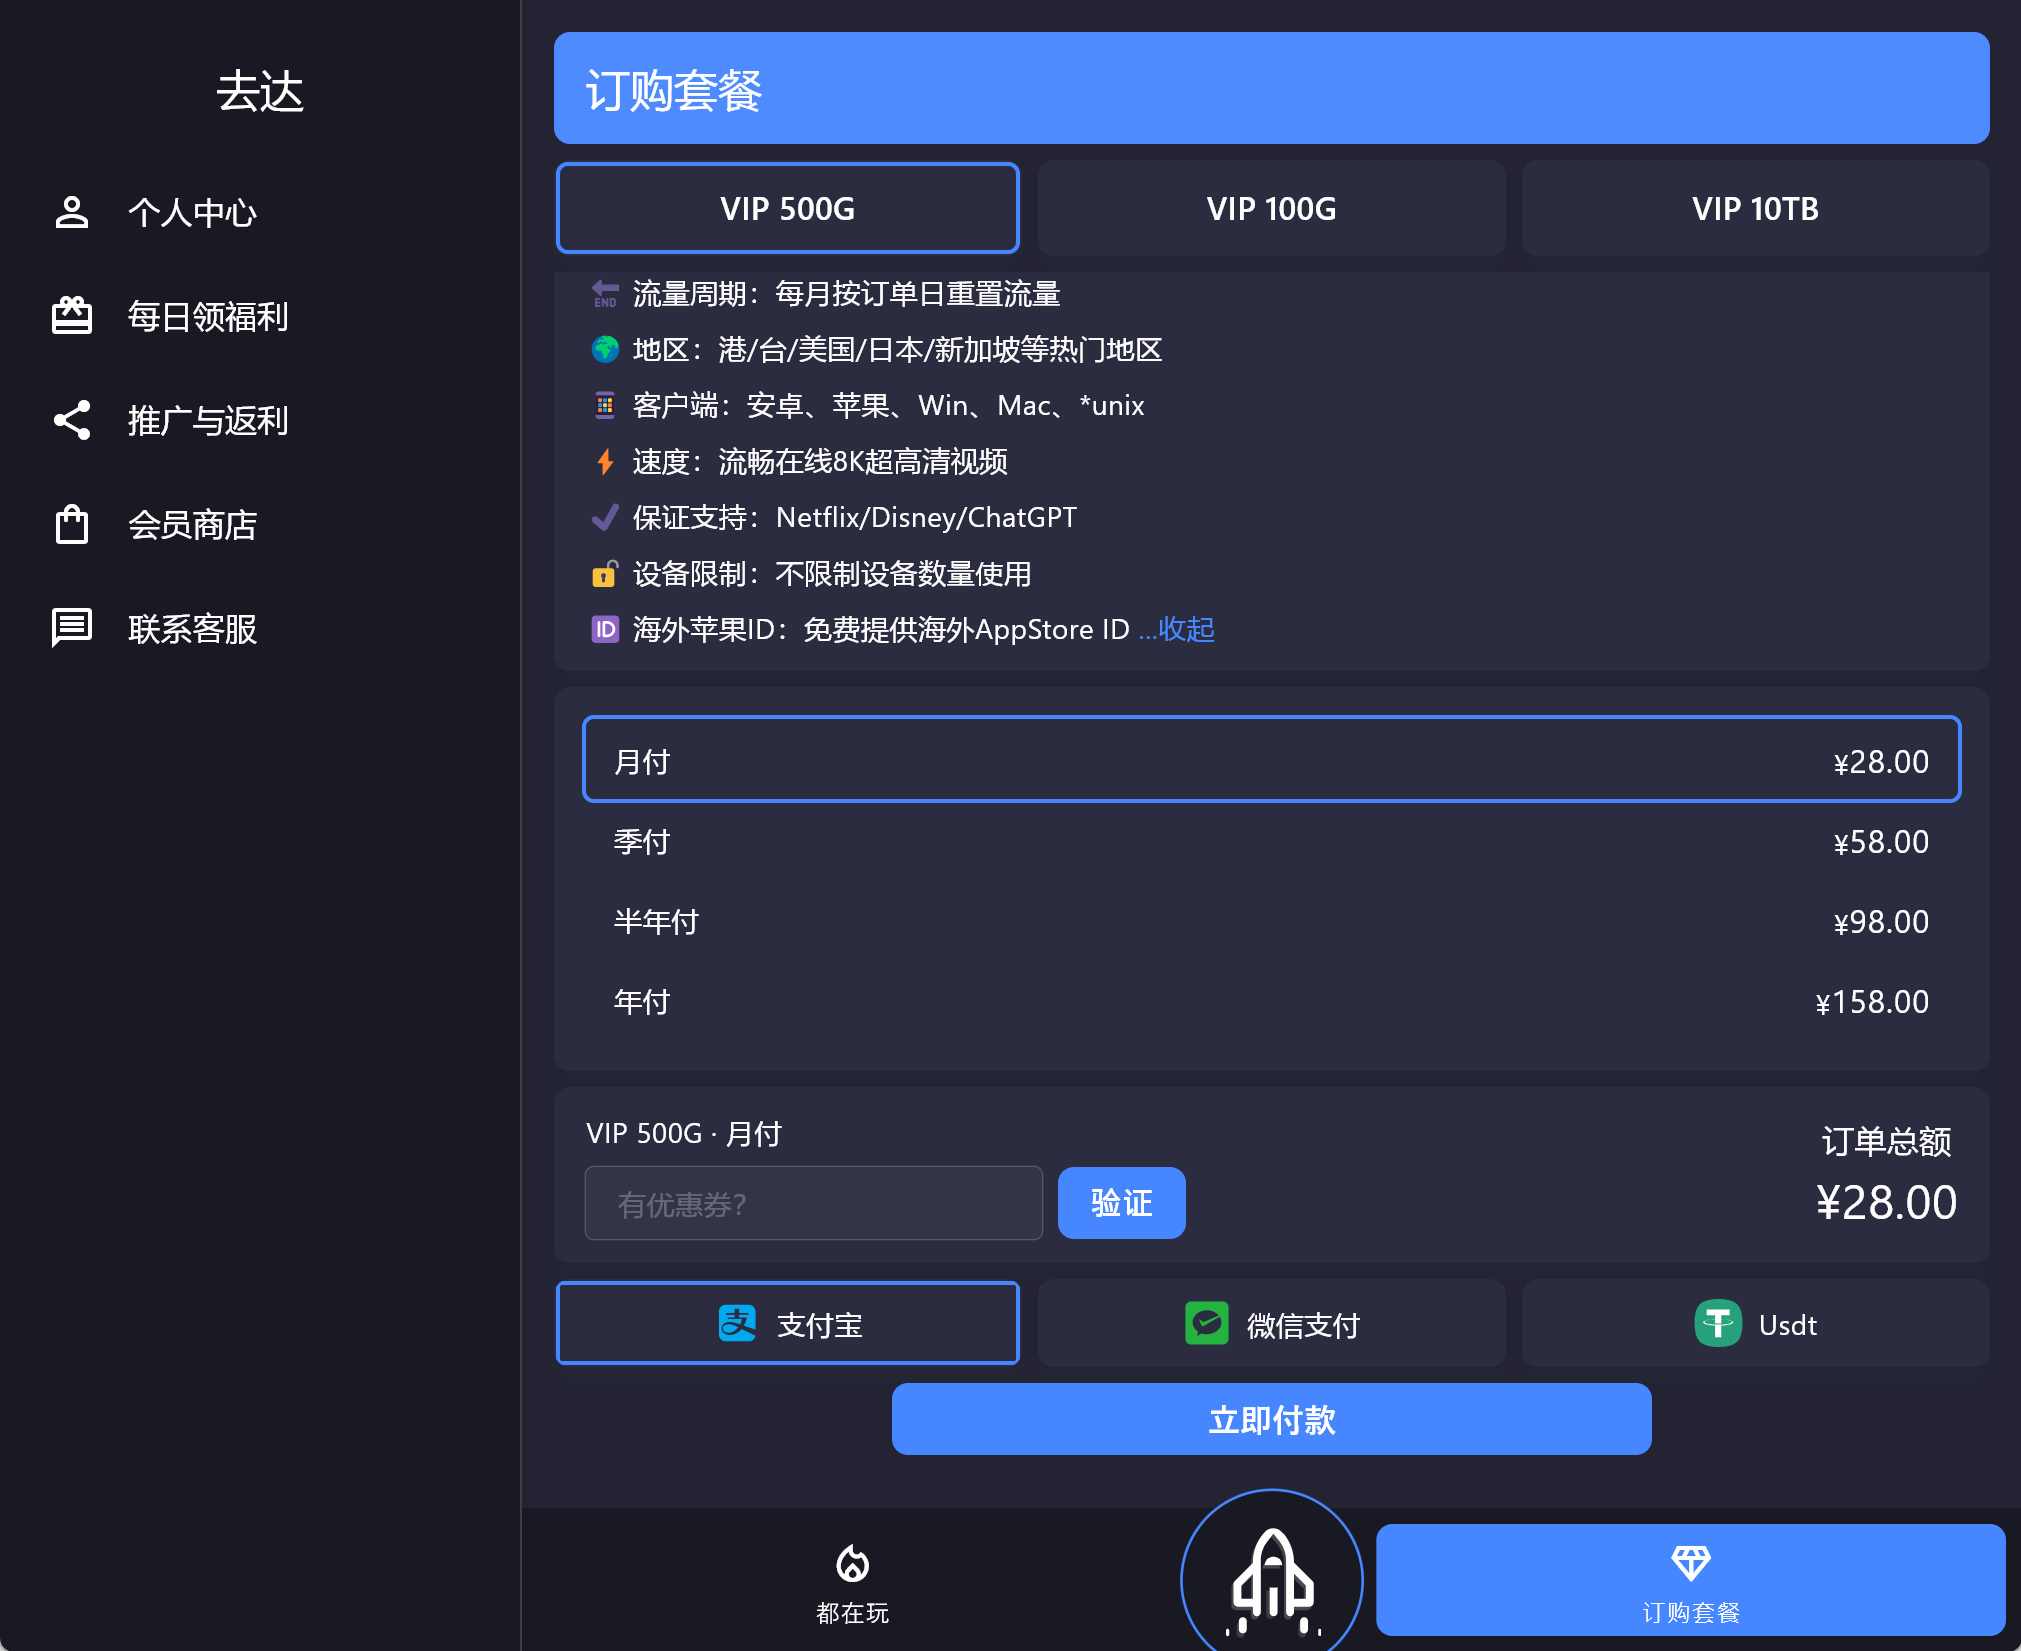 去达
个人中心
每日领福利
推广与返利
会员商店
联系客服
订购套餐
VIP 500G
VIP 100G
VIP 10TB
END 流量周期：每月按订单日重置流量
地区：港/台/美国/日本/新加坡等热门地区
客户端：安卓、苹果、Win、Mac、*unix
速度：流畅在线8K超高清视频
保证支持：Netflix/Disney/ChatGPT
设备限制：不限制设备数量使用
ID 海外苹果ID：免费提供海外AppStore ID ...收起
月付 ¥28.00
季付 ¥58.00
半年付 ¥98.00
年付 ¥158.00
VIP 500G · 月付
有优惠券？
验证
订单总额
¥28.00
支 支付宝
微信支付
Usdt
立即付款
都在玩
订购套餐